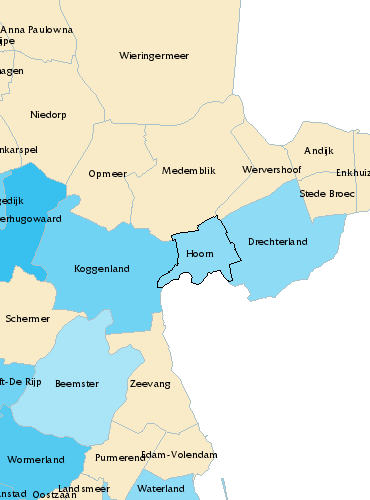 Anna Paulowna
ijpe
Wieringermeer
hagen
Niedorp
nkarspel
Andijk
Opmeer
Medemblik
Wervershoof
Enkhuiz
Stede Broec
gedijk
erhugowaard
Drechterland
Hoorn
Koggenland
Schermer
ft-De Rijp
Beemster
Zeevang
Edam-Volendam
Wormerland
Purmerend
Landsmeer
Waterland
nstad
Oostzaan